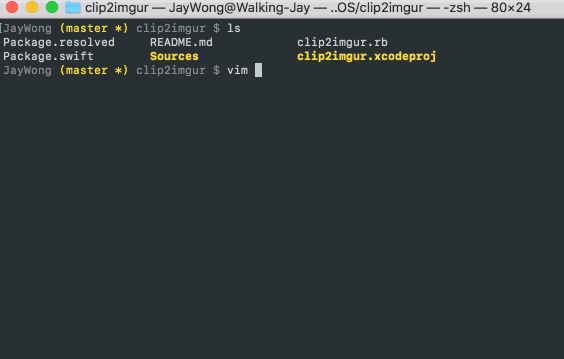 clip2imgur — JayWong@Walking-Jay — ..OS/clip2imgur — -zsh — 80×24
[JayWong (master *) clip2imgur $ ls
Package.resolved README.md clip2imgur.rb
Package.swift Sources clip2imgur.xcodeproj
JayWong (master *) clip2imgur $ vim